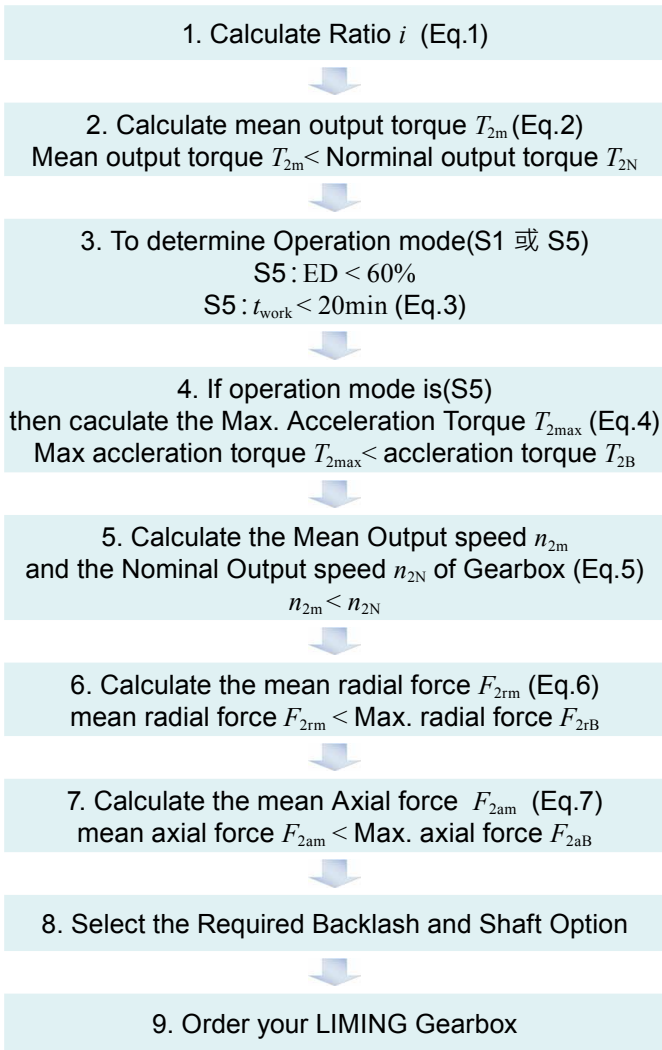 1. Calculate Ratio i (Eq.1)
2. Calculate mean output torque T2m (Eq.2)
Mean output torque T2m< Norminal output torque T2N
3. To determine Operation mode(S1 或 S5)
S5:ED < 60%
S5:twork < 20min (Eq.3)
4. If operation mode is(S5)
then caculate the Max. Acceleration Torque T2max (Eq.4)
Max accleration torque T2max< accleration torque T2B
5. Calculate the Mean Output speed n2m
and the Nominal Output speed n2N of Gearbox (Eq.5)
n2m < n2N
6. Calculate the mean radial force F2rm (Eq.6)
mean radial force F2rm < Max. radial force F2rB
7. Calculate the mean Axial force F2am (Eq.7)
mean axial force F2am < Max. axial force F2aB
8. Select the Required Backlash and Shaft Option
9. Order your LIMING Gearbox